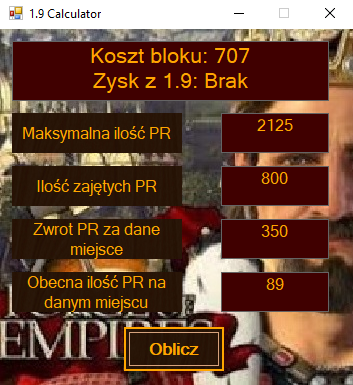 1.9 Calculator
Koszt bloku: 707
Zysk z 1.9: Brak
Maksymalna ilość PR
2125
Ilość zajętych PR
800
Zwrot PR za dane
miejsce
350
Obecna ilość PR na
danym miejscu
89
EMPIRES
Oblicz